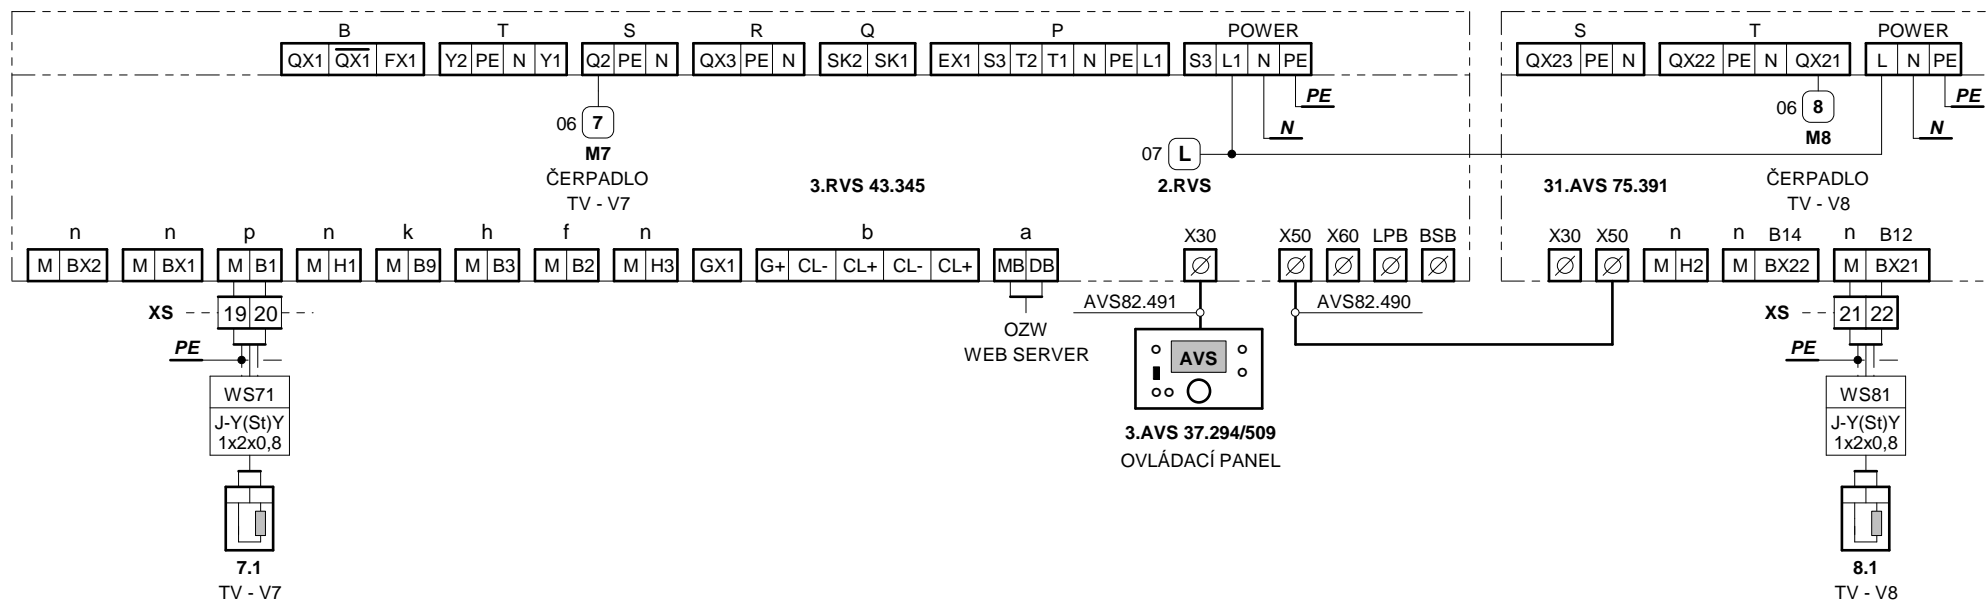 B T S R Q P POWER S T POWER
QX1 QX1 FX1 Y2 PE N Y1 Q2 PE N QX3 PE N SK2 SK1 EX1 S3 T2 T1 N PE L1 S3 L1 N PE QX23 PE N QX22 PE N QX21 L N PE
PE PE
06 7 06 8
N N
M7 M8
07 L
ČERPADLO 3.RVS 43.345 2.RVS 31.AVS 75.391 ČERPADLO
TV - V7 TV - V8
n n p n k h f n b a X30 X50 X60 LPB BSB X30 X50 n n B14 n B12
M BX2 M BX1 M B1 M H1 M B9 M B3 M B2 M H3 GX1 G+ CL- CL+ CL- CL+ MB DB M H2 M BX22 M BX21
AVS82.491 AVS82.490
XS 19 20 XS 21 22
OZW
WEB SERVER
PE PE
AVS
WS71 WS81
J-Y(St)Y J-Y(St)Y
1x2x0,8 1x2x0,8
3.AVS 37.294/509
OVLÁDACÍ PANEL
7.1 8.1
TV - V7 TV - V8